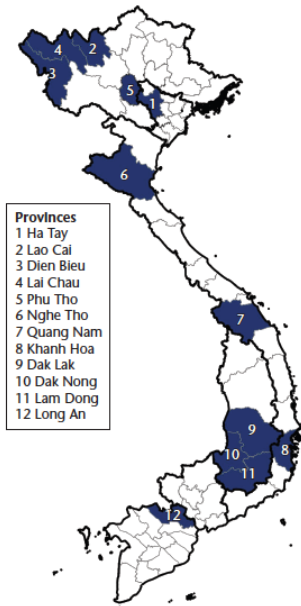 4
2
3
5
1
6
Provinces
1 Ha Tay
2 Lao Cai
3 Dien Bieu
4 Lai Chau
5 Phu Tho
6 Nghe Tho
7 Quang Nam
8 Khanh Hoa
9 Dak Lak
10 Dak Nong
11 Lam Dong
12 Long An
7
9
10
8
11
12